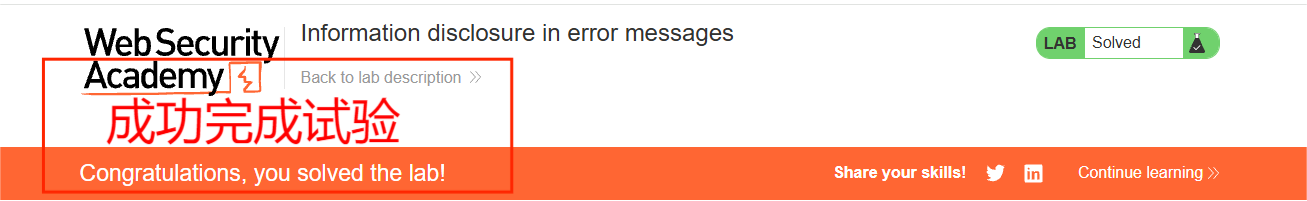 Web Security
Academy
Information disclosure in error messages
Back to lab description
LAB Solved
成功完成试验
Congratulations, you solved the lab!
Share your skills!
Continue learning